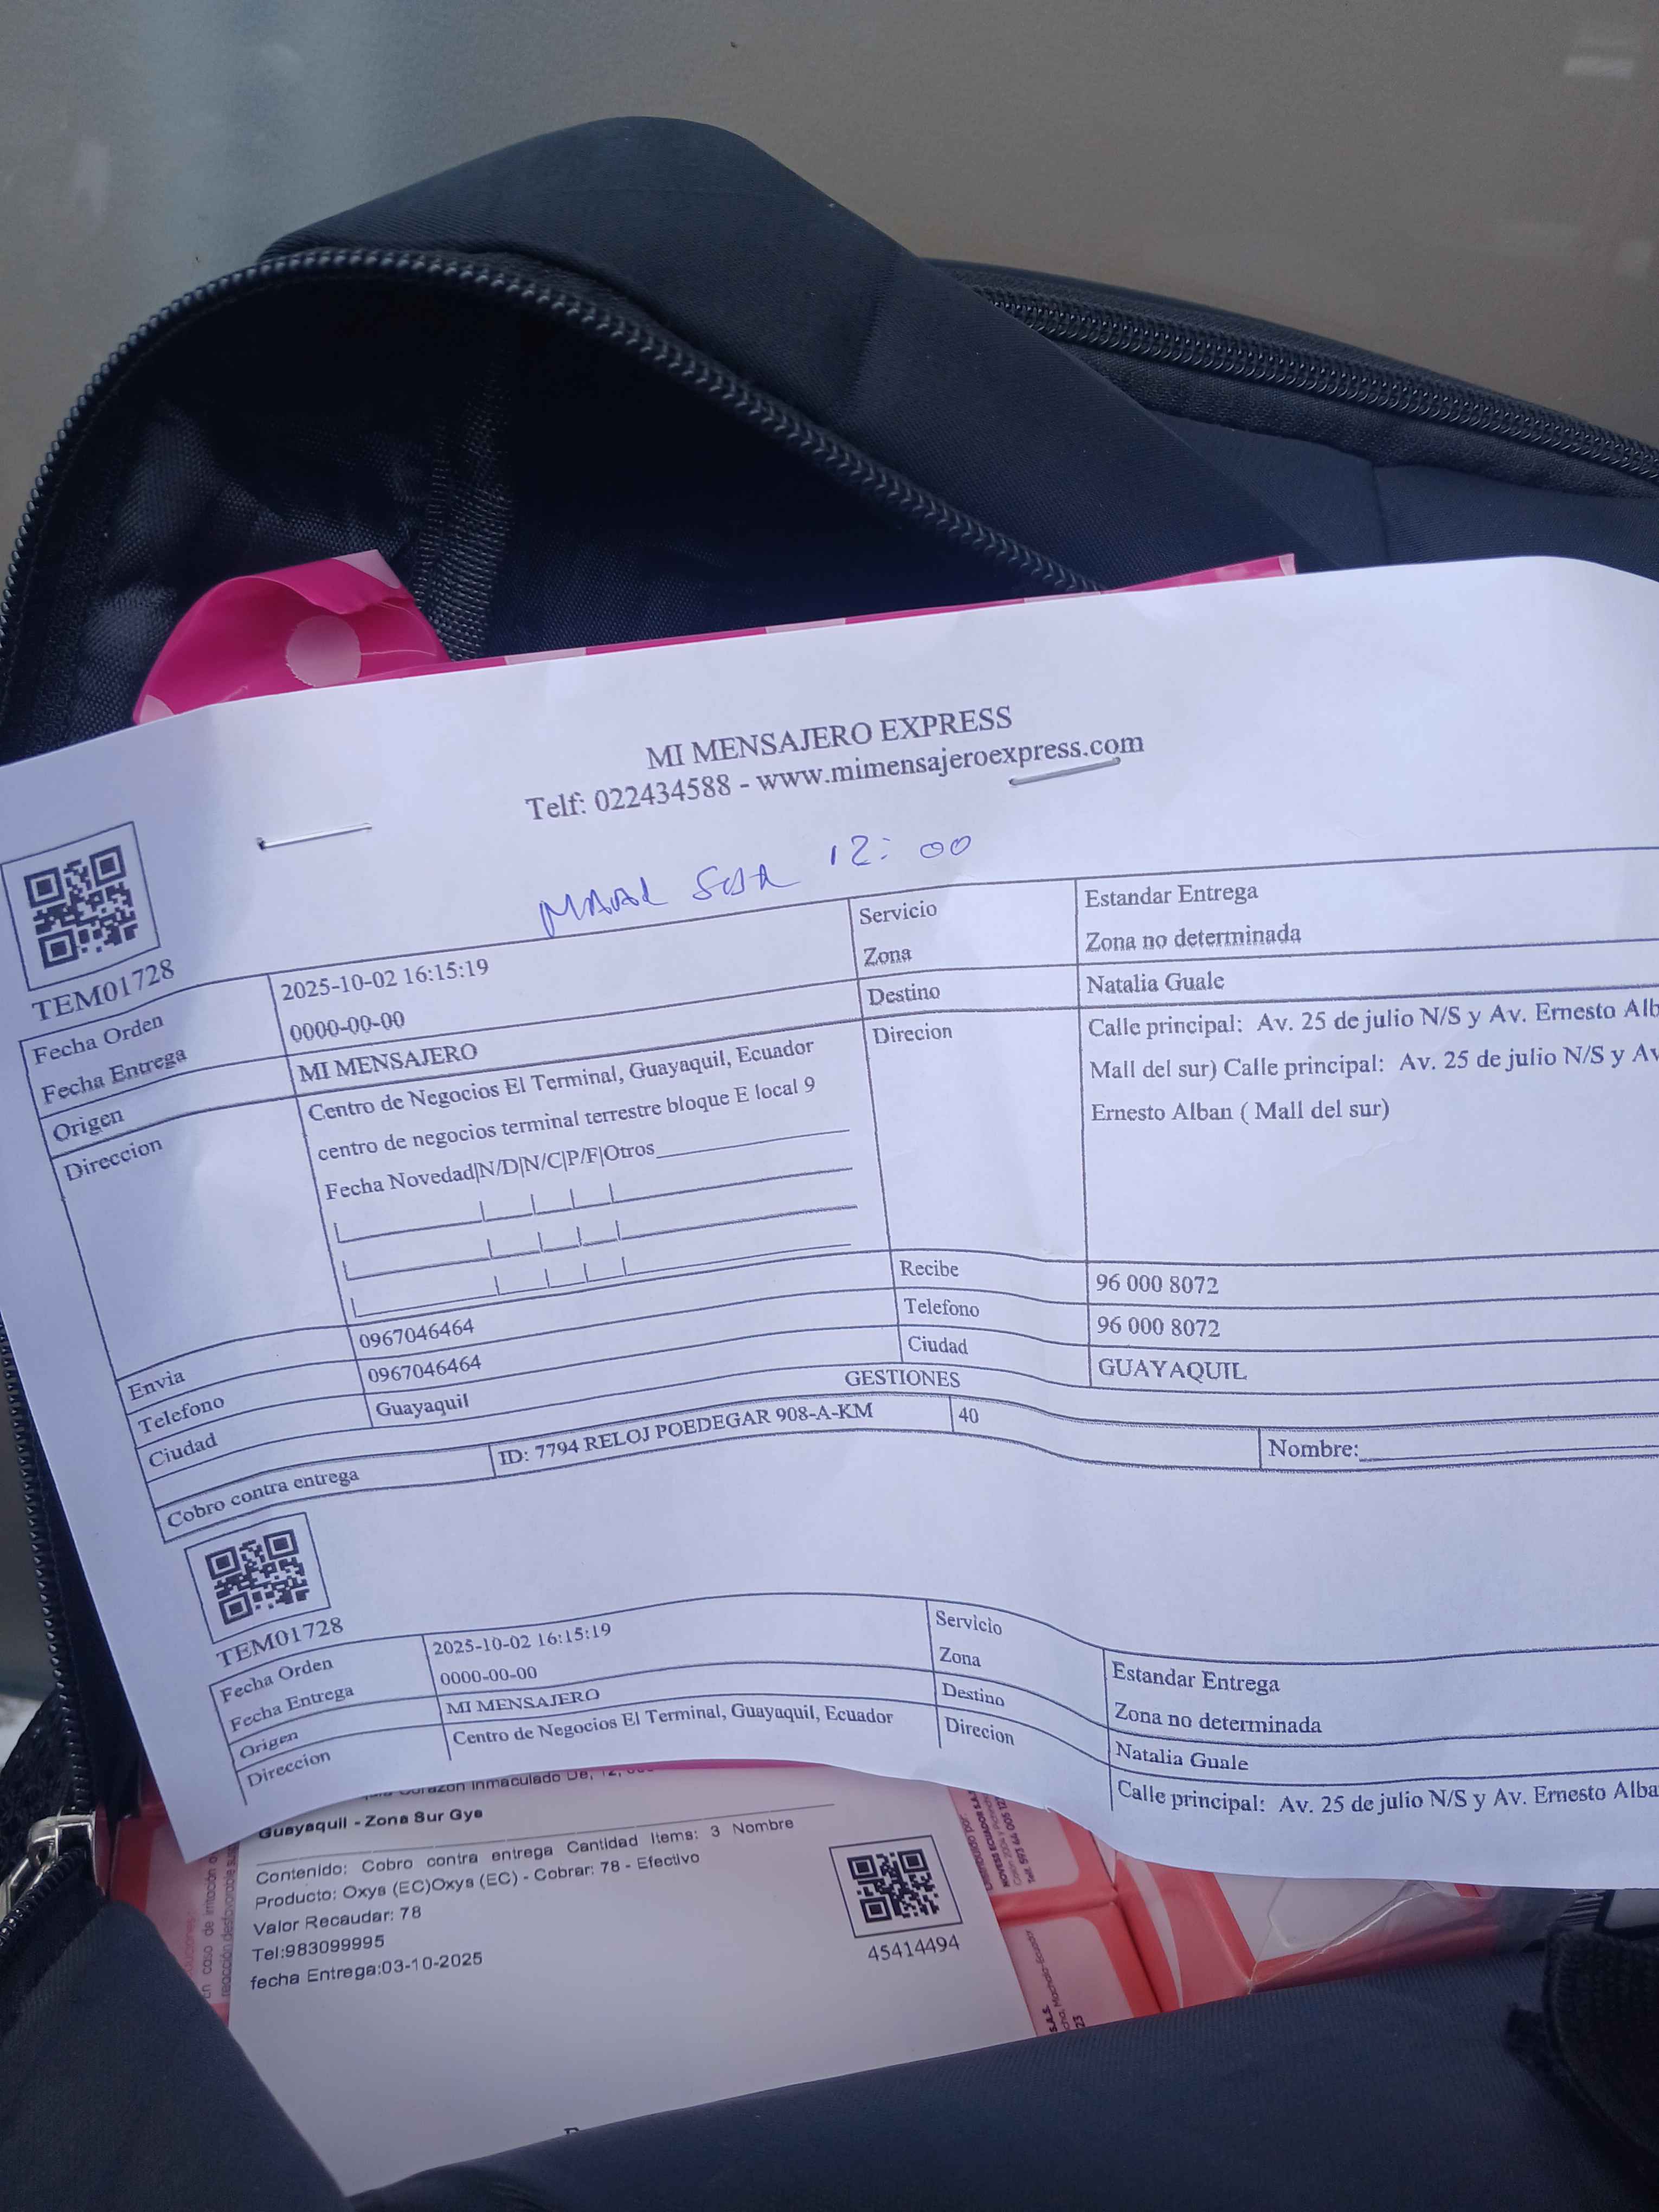 MI MENSAJERO EXPRESS
Telf: 022434588 - www.mimensajeroexpress.com
12:00
TEM01728
Fecha Orden 2025-10-02 16:15:19
Fecha Entrega 0000-00-00
Origen MI MENSAJERO
Direccion Centro de Negocios El Terminal, Guayaquil, Ecuador
centro de negocios terminal terrestre bloque E local 9
Fecha Novedad|N/D|N/C|P/F|Otros
Envia 0967046464
Telefono 0967046464
Ciudad Guayaquil
Servicio Estandar Entrega
Zona Zona no determinada
Destino Natalia Guale
Direcion Calle principal: Av. 25 de julio N/S y Av. Ernesto Alb
Mall del sur) Calle principal: Av. 25 de julio N/S y Av
Ernesto Alban ( Mall del sur)
Recibe 96 000 8072
Telefono 96 000 8072
Ciudad GUAYAQUIL
GESTIONES
Cobro contra entrega ID: 7794 RELOJ POEDEGAR 908-A-KM 40 Nombre:
TEM01728
Fecha Orden 2025-10-02 16:15:19
Fecha Entrega 0000-00-00
Origen MI MENSAJERO
Direccion Centro de Negocios El Terminal, Guayaquil, Ecuador
Servicio Estandar Entrega
Zona Zona no determinada
Destino Natalia Guale
Direcion Calle principal: Av. 25 de julio N/S y Av. Ernesto Alba
Inmaculado De, 12,
Guayaquil - Zona Sur Gye
Contenido: Cobro contra entrega Cantidad Items: 3 Nombre
Producto: Oxys (EC)Oxys (EC) - Cobrar: 78 - Efectivo
Valor Recaudar: 78
Tel:983099995
fecha Entrega:03-10-2025
45414494